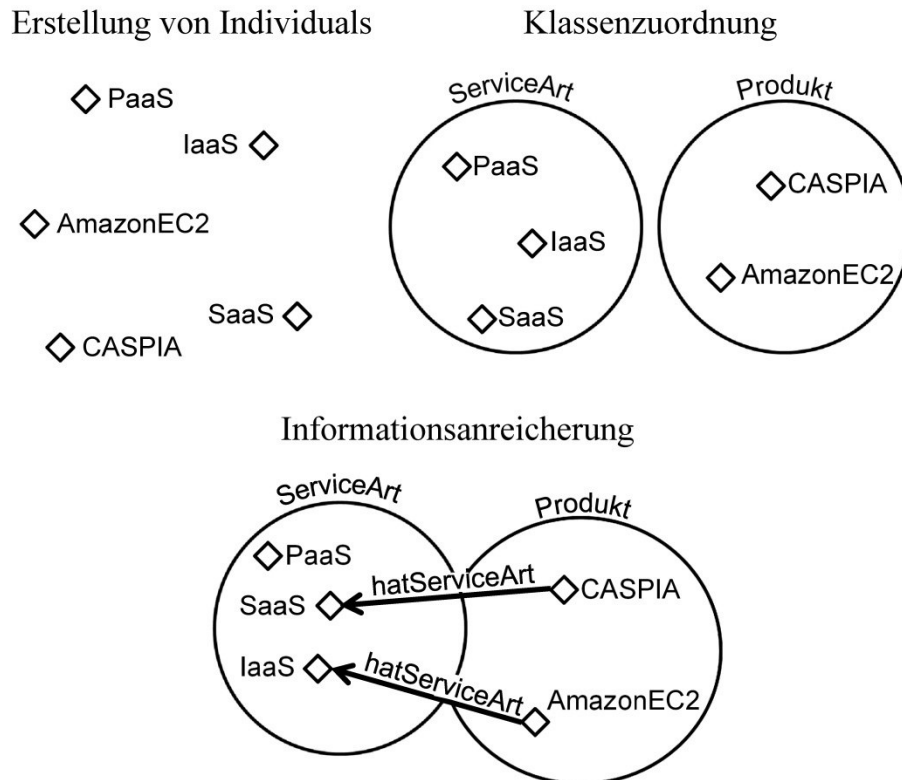 Erstellung von Individuals
PaaS
IaaS
AmazonEC2
SaaS
CASPIA
Klassenzuordnung
ServiceArt
PaaS
IaaS
SaaS
Produkt
CASPIA
AmazonEC2
Informationsanreicherung
ServiceArt
PaaS
SaaS
IaaS
hatServiceArt
hatServiceArt
Produkt
CASPIA
AmazonEC2